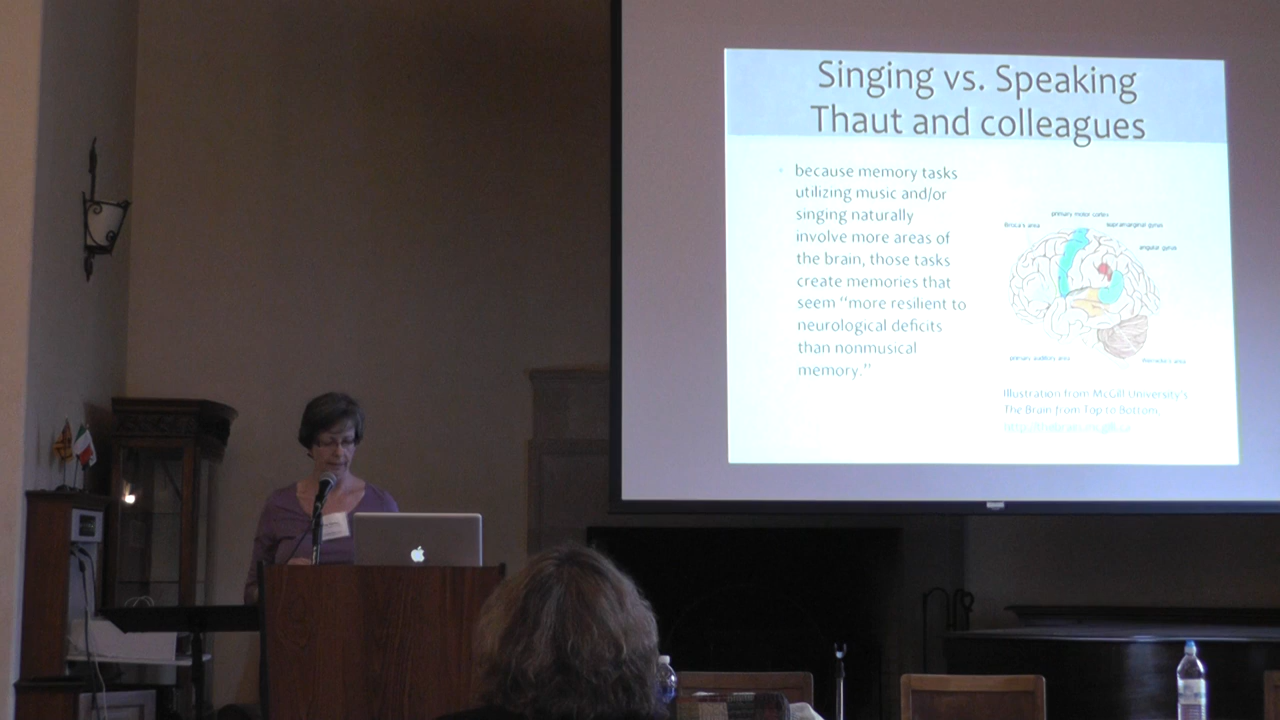 Singing vs. Speaking
Thaut and colleagues
because memory tasks
utilizing music and/or
singing naturally
involve more areas of
the brain, those tasks
create memories that
seem "more resilient to
neurological deficits
than nonmusical
memory."
primary motor cortex
Broca's area
supramarginal gyrus
angular gyrus
primary auditory area
Wernicke's area
Illustration from McGill University's
The Brain from Top to Bottom,